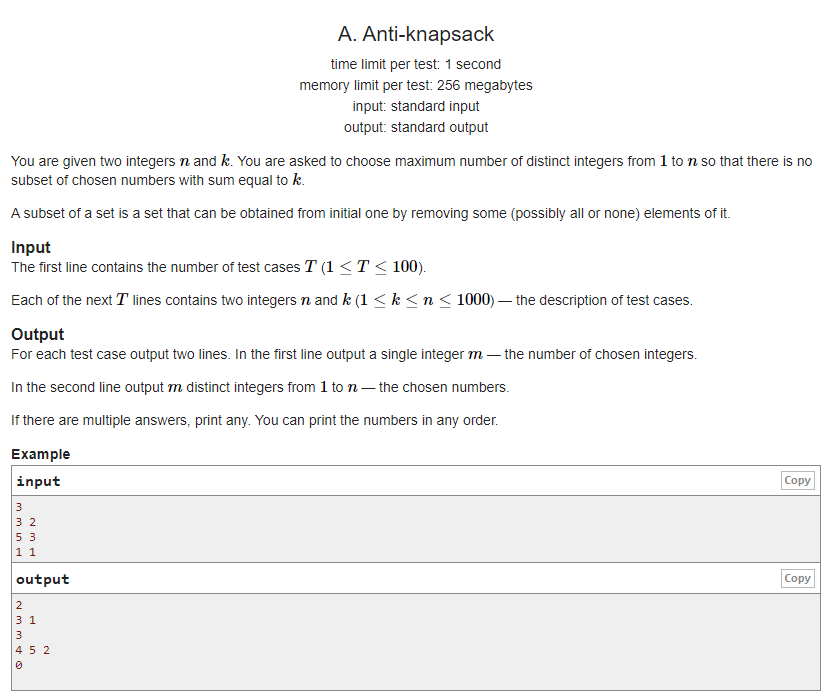 A. Anti-knapsack
time limit per test: 1 second
memory limit per test: 256 megabytes
input: standard input
output: standard output
You are given two integers n and k. You are asked to choose maximum number of distinct integers from 1 to n so that there is no
subset of chosen numbers with sum equal to k.
A subset of a set is a set that can be obtained from initial one by removing some (possibly all or none) elements of it.
Input
The first line contains the number of test cases T (1 ≤ T ≤ 100).
Each of the next T lines contains two integers n and k (1 ≤ k ≤ n ≤ 1000) — the description of test cases.
Output
For each test case output two lines. In the first line output a single integer m — the number of chosen integers.
In the second line output m distinct integers from 1 to n — the chosen numbers.
If there are multiple answers, print any. You can print the numbers in any order.
Example
input Copy
3
3 2
5 3
1 1
output Copy
2
3 1
3
4 5 2
0